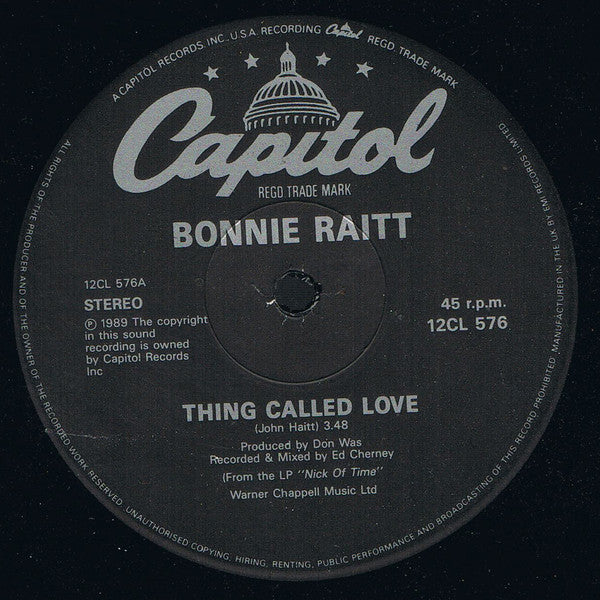 A CAPITOL RECORDS, INC., U.S.A. RECORDING Capitol REGD. TRADE MARK
Capitol
REGD TRADE MARK
BONNIE RAITT
12CL 576A
STEREO
℗ 1989 The copyright
in this sound
recording is owned
by Capitol Records
Inc
45 r.p.m.
12CL 576
THING CALLED LOVE
(John Haitt) 3.48
Produced by Don Was
Recorded & Mixed by Ed Cherney
(From the LP "Nick Of Time"
Warner Chappell Music Ltd
ALL RIGHTS OF THE PRODUCER AND OF THE OWNER OF THE RECORDED WORK RESERVED. UNAUTHORISED COPYING, HIRING, RENTING, PUBLIC PERFORMANCE AND BROADCASTING OF THIS RECORD PROHIBITED. MANUFACTURED IN THE UK BY EMI RECORDS LIMITED